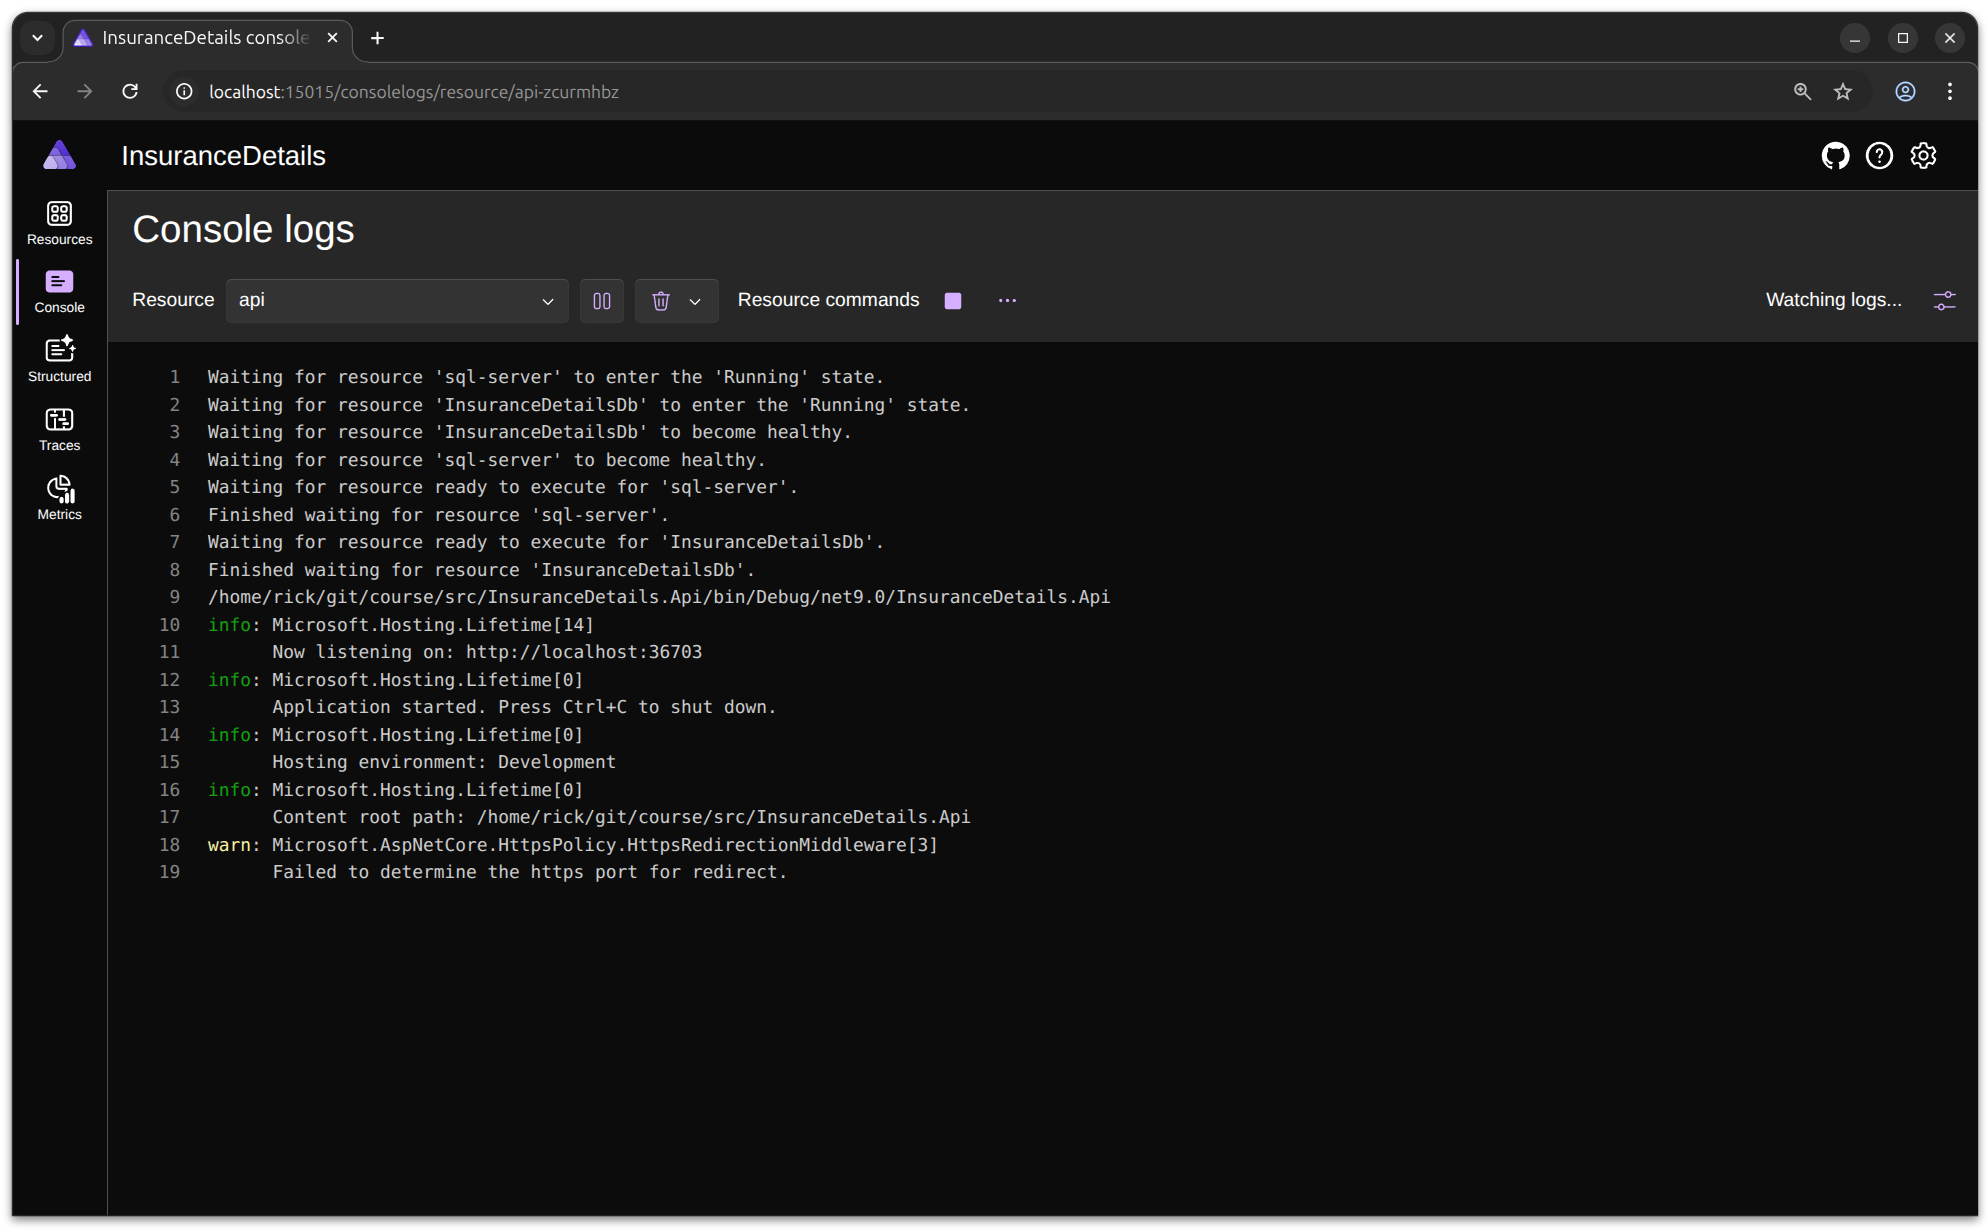 InsuranceDetails console
localhost:15015/consolelogs/resource/api-zcurmhbz
InsuranceDetails
Resources
Console
Structured
Traces
Metrics
Console logs
Resource api Resource commands Watching logs...
1 Waiting for resource 'sql-server' to enter the 'Running' state.
2 Waiting for resource 'InsuranceDetailsDb' to enter the 'Running' state.
3 Waiting for resource 'InsuranceDetailsDb' to become healthy.
4 Waiting for resource 'sql-server' to become healthy.
5 Waiting for resource ready to execute for 'sql-server'.
6 Finished waiting for resource 'sql-server'.
7 Waiting for resource ready to execute for 'InsuranceDetailsDb'.
8 Finished waiting for resource 'InsuranceDetailsDb'.
9 /home/rick/git/course/src/InsuranceDetails.Api/bin/Debug/net9.0/InsuranceDetails.Api
10 info: Microsoft.Hosting.Lifetime[14]
11 Now listening on: http://localhost:36703
12 info: Microsoft.Hosting.Lifetime[0]
13 Application started. Press Ctrl+C to shut down.
14 info: Microsoft.Hosting.Lifetime[0]
15 Hosting environment: Development
16 info: Microsoft.Hosting.Lifetime[0]
17 Content root path: /home/rick/git/course/src/InsuranceDetails.Api
18 warn: Microsoft.AspNetCore.HttpsPolicy.HttpsRedirectionMiddleware[3]
19 Failed to determine the https port for redirect.